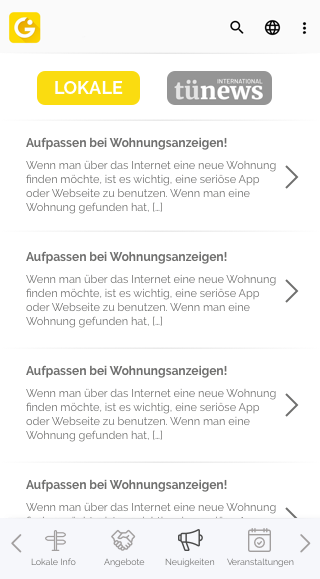 G
LOKALE
INTERNATIONAL
tünews
Aufpassen bei Wohnungsanzeigen!
Wenn man über das Internet eine neue Wohnung
finden möchte, ist es wichtig, eine seriöse App
oder Webseite zu benutzen. Wenn man eine
Wohnung gefunden hat, [...]
Aufpassen bei Wohnungsanzeigen!
Wenn man über das Internet eine neue Wohnung
finden möchte, ist es wichtig, eine seriöse App
oder Webseite zu benutzen. Wenn man eine
Wohnung gefunden hat, [...]
Aufpassen bei Wohnungsanzeigen!
Wenn man über das Internet eine neue Wohnung
finden möchte, ist es wichtig, eine seriöse App
oder Webseite zu benutzen. Wenn man eine
Wohnung gefunden hat, [...]
Aufpassen bei Wohnungsanzeigen!
Wenn man über das Internet eine neue Wohnung
Lokale Info
Angebote
Neuigkeiten
Veranstaltungen